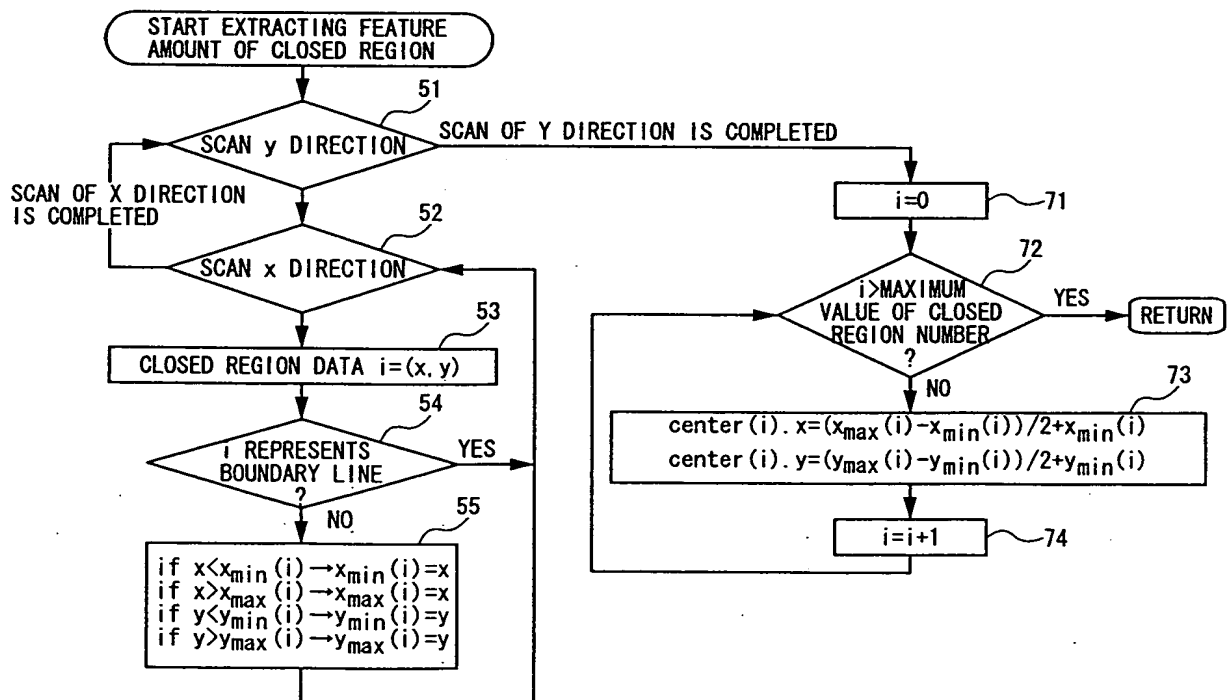 START EXTRACTING FEATURE
AMOUNT OF CLOSED REGION
51
SCAN y DIRECTION
SCAN OF Y DIRECTION IS COMPLETED
SCAN OF X DIRECTION
IS COMPLETED
52
SCAN x DIRECTION
53
CLOSED REGION DATA i=(x, y)
54
i REPRESENTS
BOUNDARY LINE
?
YES
NO
55
if x<xmin(i)→xmin(i)=x
if x>xmax(i)→xmax(i)=x
if y<ymin(i)→ymin(i)=y
if y>ymax(i)→ymax(i)=y
i=0
71
72
i>MAXIMUM
VALUE OF CLOSED
REGION NUMBER
?
YES
RETURN
NO
73
center(i).x=(xmax(i)-xmin(i))/2+xmin(i)
center(i).y=(ymax(i)-ymin(i))/2+ymin(i)
i=i+1
74